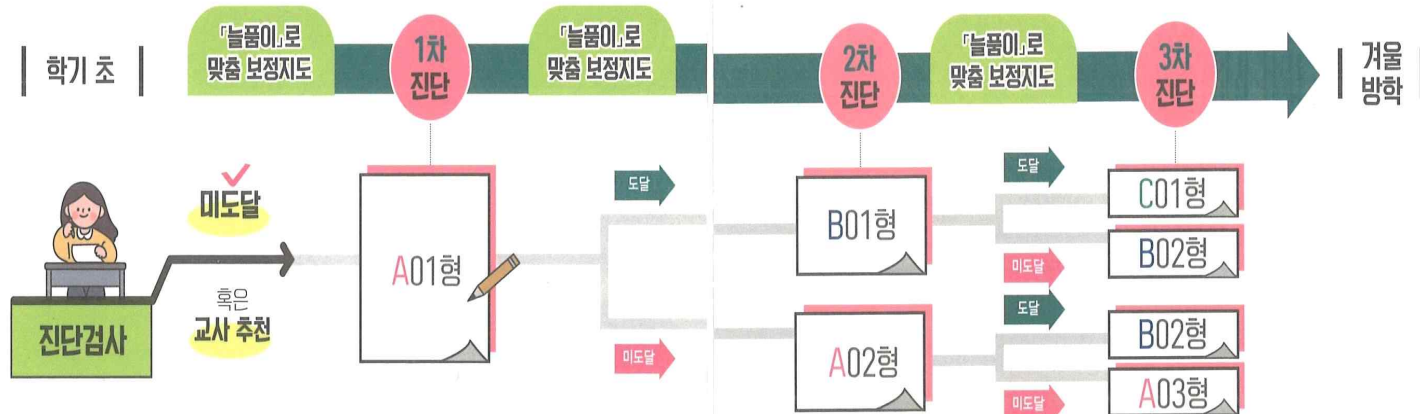 학기 초
「늘품이」로
맞춤 보정지도
1차
진단
「늘품이」로
맞춤 보정지도
2차
진단
「늘품이」로
맞춤 보정지도
3차
진단
겨울
방학
진단검사
미도달
혹은
교사 추천
A01형
도달
미도달
B01형
A02형
도달
미도달
도달
미도달
C01형
B02형
B02형
A03형